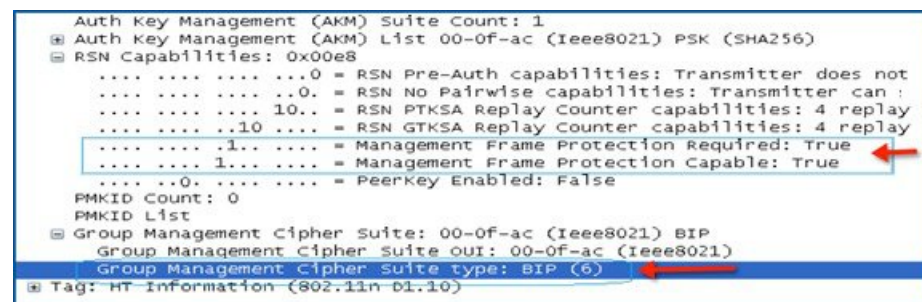 Auth Key Management (AKM) Suite Count: 1
Auth Key Management (AKM) List 00-0f-ac (Ieee8021) PSK (SHA256)
RSN Capabilities: 0x00e8
.... .... .... ...0 = RSN Pre-Auth capabilities: Transmitter does not
.... .... .... ..0. = RSN No Pairwise capabilities: Transmitter can
.... .... .... 10.. = RSN PTKSA Replay Counter capabilities: 4 replay
.... .... ..10 .... = RSN GTKSA Replay Counter capabilities: 4 replay
.... .... .1.. .... = Management Frame Protection Required: True
.... .... 1... .... = Management Frame Protection Capable: True
.... ..0. .... .... = PeerKey Enabled: False
PMKID Count: 0
PMKID List
Group Management Cipher Suite: 00-0f-ac (Ieee8021) BIP
Group Management Cipher Suite OUI: 00-0f-ac (Ieee8021)
Group Management Cipher Suite type: BIP (6)
Tag: HT Information (802.11n D1.10)